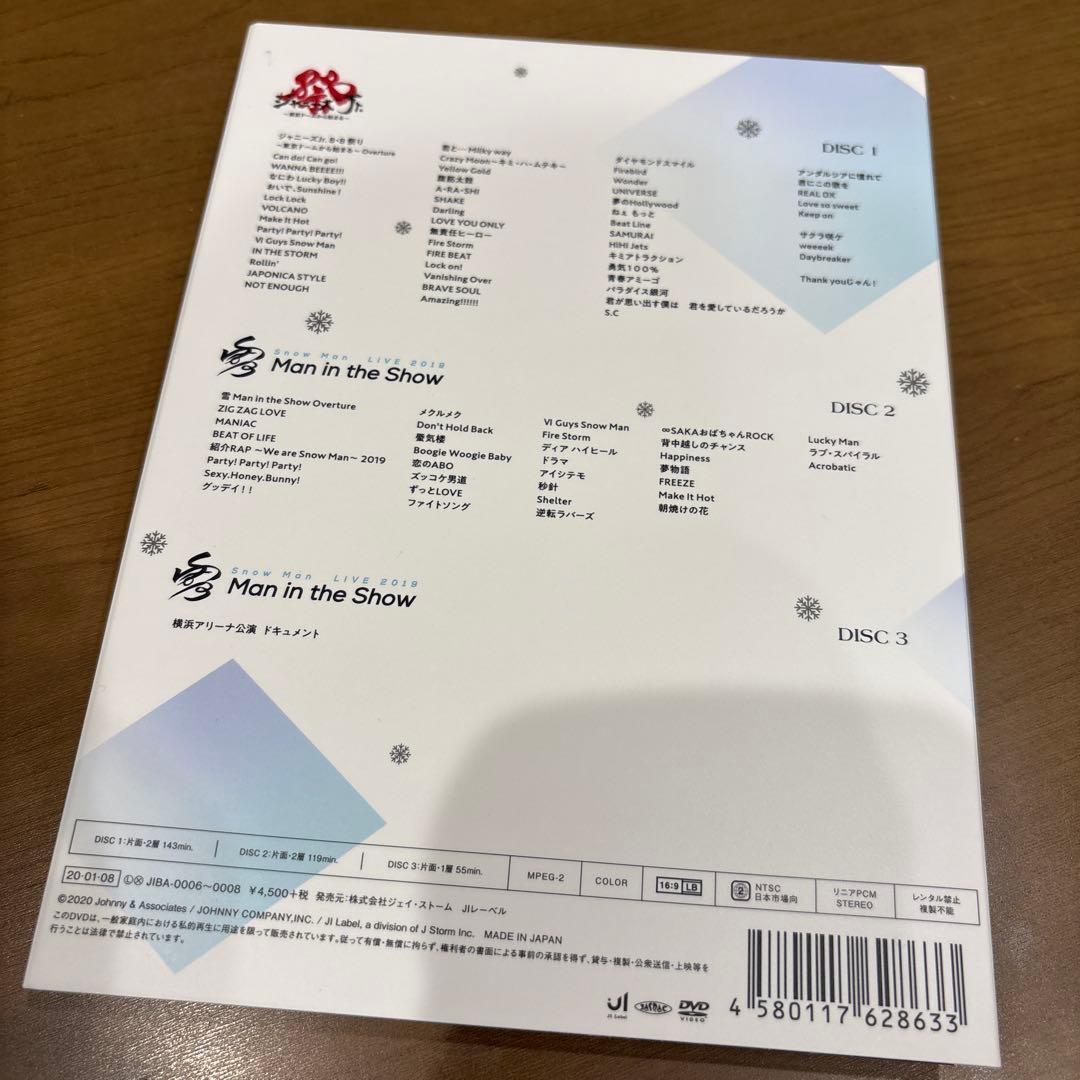 祭
ジャニーズJr.
〜東京ドームから始まる〜
DISC 1
ジャニーズJr. 8・8 祭り
〜東京ドームから始まる〜 Overture
Can do! Can go!
WANNA BEEEE!!!
なにわ Lucky Boy!!
おいで、Sunshine!
Lock Lock
VOLCANO
Make It Hot
Party! Party! Party!
VI Guys Snow Man
IN THE STORM
Rollin'
JAPONICA STYLE
NOT ENOUGH
君と…Milky way
Crazy Moon〜キミ・ハ・ムテキ〜
Yellow Gold
腹筋太鼓
A・RA・SHI
SHAKE
Darling
LOVE YOU ONLY
無責任ヒーロー
Fire Storm
FIRE BEAT
Lock on!
Vanishing Over
BRAVE SOUL
Amazing!!!!!!
ダイヤモンドスマイル
Firebird
Wonder
UNIVERSE
夢のHollywood
ねぇ もっと
Beat Line
SAMURAI
HiHi Jets
キミアトラクション
勇気100%
青春アミーゴ
パラダイス銀河
君が思い出す僕は 君を愛しているだろうか
S.C
アンダルシアに憧れて
君にこの歌を
REAL DX
Love so sweet
Keep on
サクラ咲ケ
weeeek
Daybreaker
Thank youじゃん!
雪
Snow Man LIVE 2019
Man in the Show
DISC 2
雪 Man in the Show Overture
ZIG ZAG LOVE
MANIAC
BEAT OF LIFE
紹介RAP 〜We are Snow Man〜 2019
Party! Party! Party!
Sexy.Honey.Bunny!
グッデイ!!
メクルメク
Don't Hold Back
蜃気楼
Boogie Woogie Baby
恋のABO
ズッコケ男道
ずっとLOVE
ファイトソング
VI Guys Snow Man
Fire Storm
ディア ハイヒール
ドラマ
アイシテモ
秒針
Shelter
逆転ラバーズ
∞SAKAおばちゃんROCK
背中越しのチャンス
Happiness
夢物語
FREEZE
Make It Hot
朝焼けの花
Lucky Man
ラブ・スパイラル
Acrobatic
雪
Snow Man LIVE 2019
Man in the Show
DISC 3
横浜アリーナ公演 ドキュメント
DISC 1:片面・2層 143min.
DISC 2:片面・2層 119min.
DISC 3:片面・1層 55min.
MPEG-2
COLOR
16:9 LB
2 NTSC
日本市場向
リニアPCM
STEREO
レンタル禁止
複製不能
20・01・08 JIBA-0006〜0008 ¥4,500+税 発売元:株式会社ジェイ・ストーム JIレーベル
©2020 Johnny & Associates / JOHNNY COMPANY,INC. / JI Label, a division of J Storm Inc. MADE IN JAPAN
このDVDは、一般家庭内における私的再生に用途を限って販売されています。従って有償・無償に拘らず、権利者の書面による事前の承認を得ず、貸与・複製・公衆送信・上映等を
行うことは法律で禁止されています。
JI Label
JASRAC
DVD VIDEO
4 580117 628633